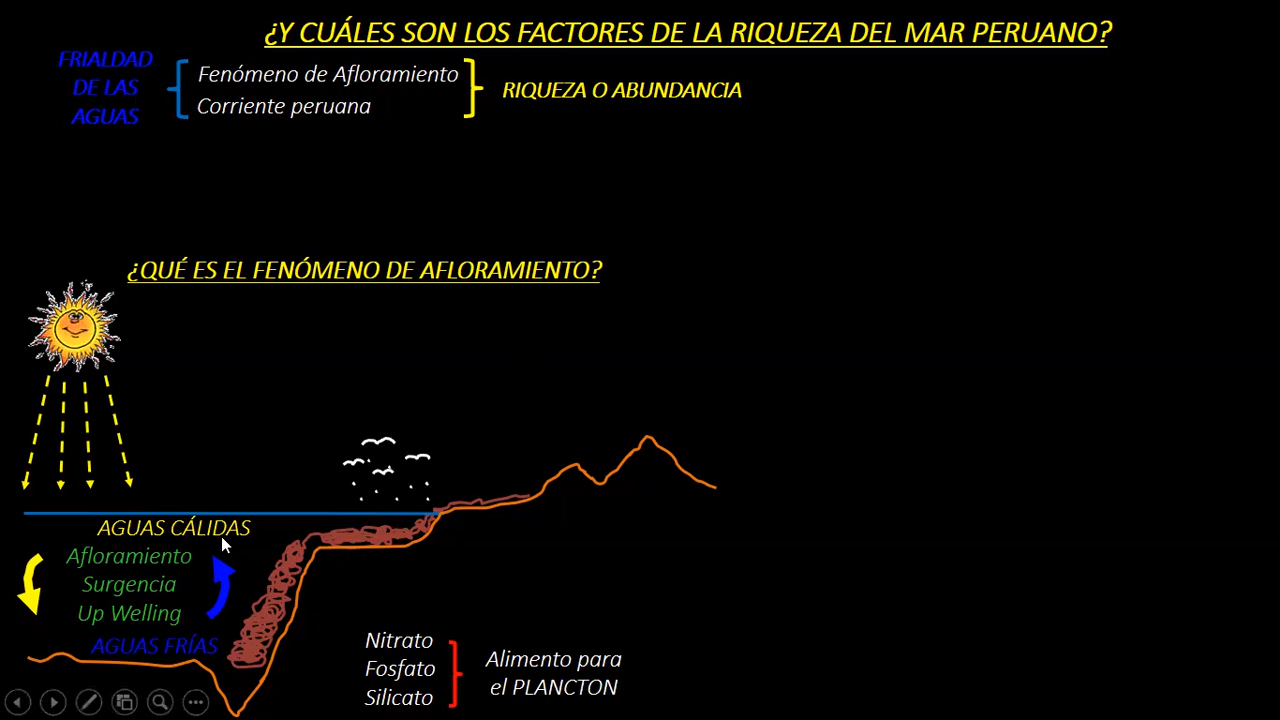 ¿Y CUÁLES SON LOS FACTORES DE LA RIQUEZA DEL MAR PERUANO?
FRIALDAD
DE LAS
AGUAS
Fenómeno de Afloramiento
Corriente peruana
RIQUEZA O ABUNDANCIA
¿QUÉ ES EL FENÓMENO DE AFLORAMIENTO?
AGUAS CÁLIDAS
Afloramiento
Surgencia
Up Welling
AGUAS FRÍAS
Nitrato
Fosfato
Silicato
Alimento para
el PLANCTON